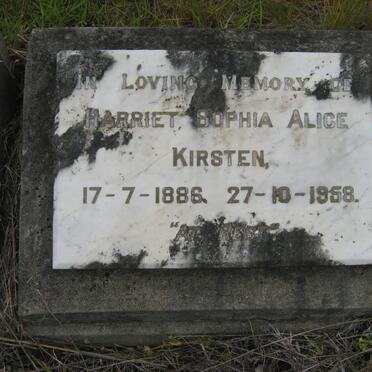 In Loving Memory of
Harriet Sophia Alice
Kirsten,
17-7-1886. 27-10-1958.